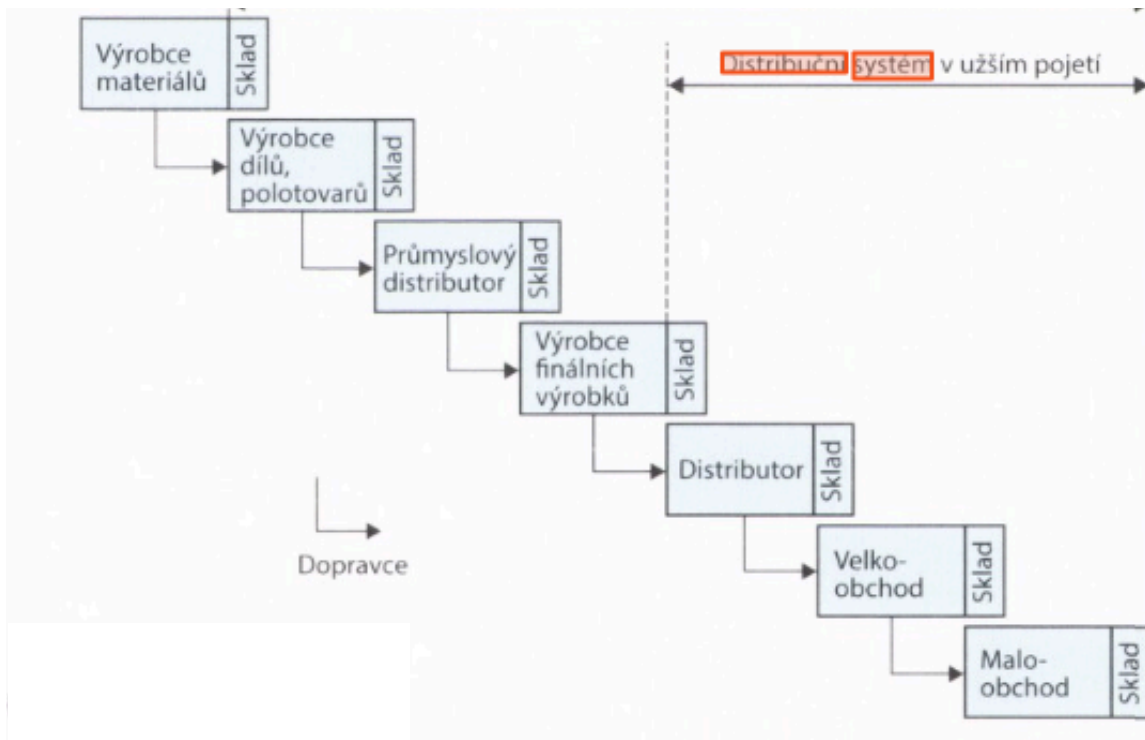 Výrobce
materiálů
Sklad
Distribuční systém v užším pojetí
Výrobce
dílů,
polotovarů
Sklad
Průmyslový
distributor
Sklad
Výrobce
finálních
výrobků
Sklad
Distributor
Sklad
Dopravce
Velko-
obchod
Sklad
Malo-
obchod
Sklad